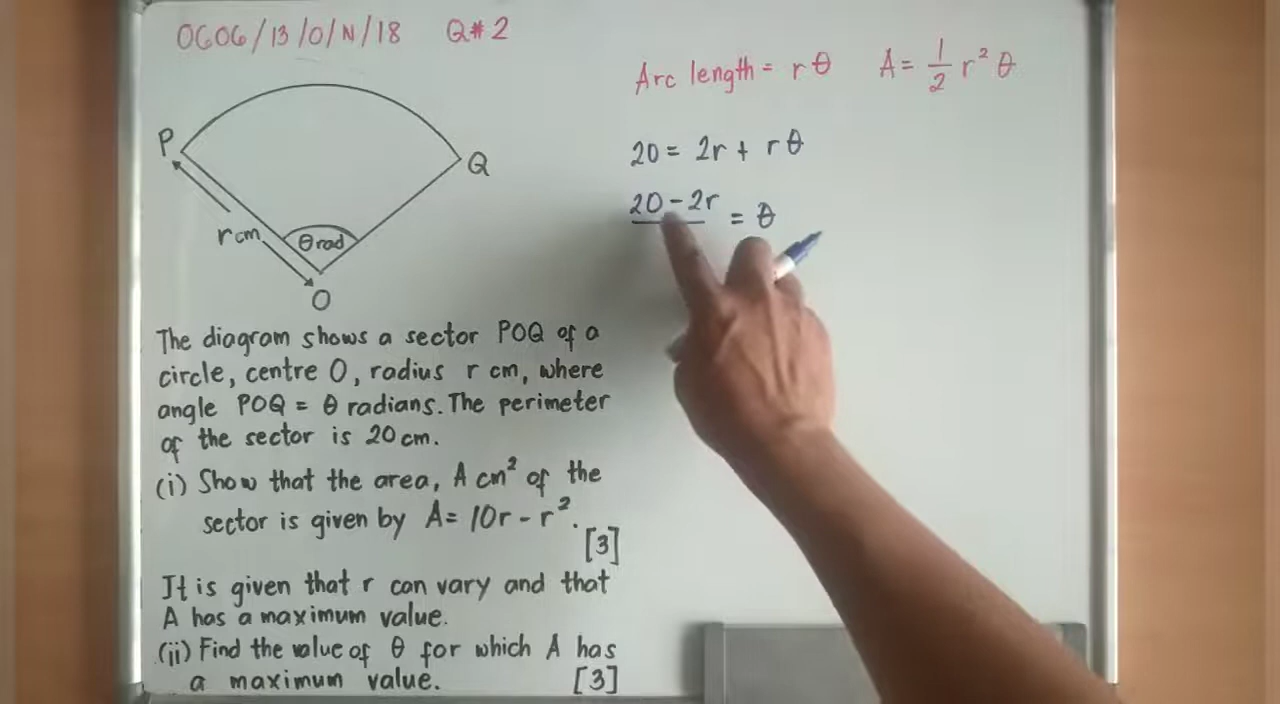 0606/13/O/N/18 Q#2
Arc length = rθ A = 1/2 r² θ
P
Q
r cm
θ rad
O
20 = 2r + rθ
20 - 2r = θ
The diagram shows a sector POQ of a
circle, centre O, radius r cm, where
angle POQ = θ radians. The perimeter
of the sector is 20 cm.
(i) Show that the area, A cm² of the
sector is given by A = 10r - r².
[3]
It is given that r can vary and that
A has a maximum value.
(ii) Find the value of θ for which A has
a maximum value. [3]